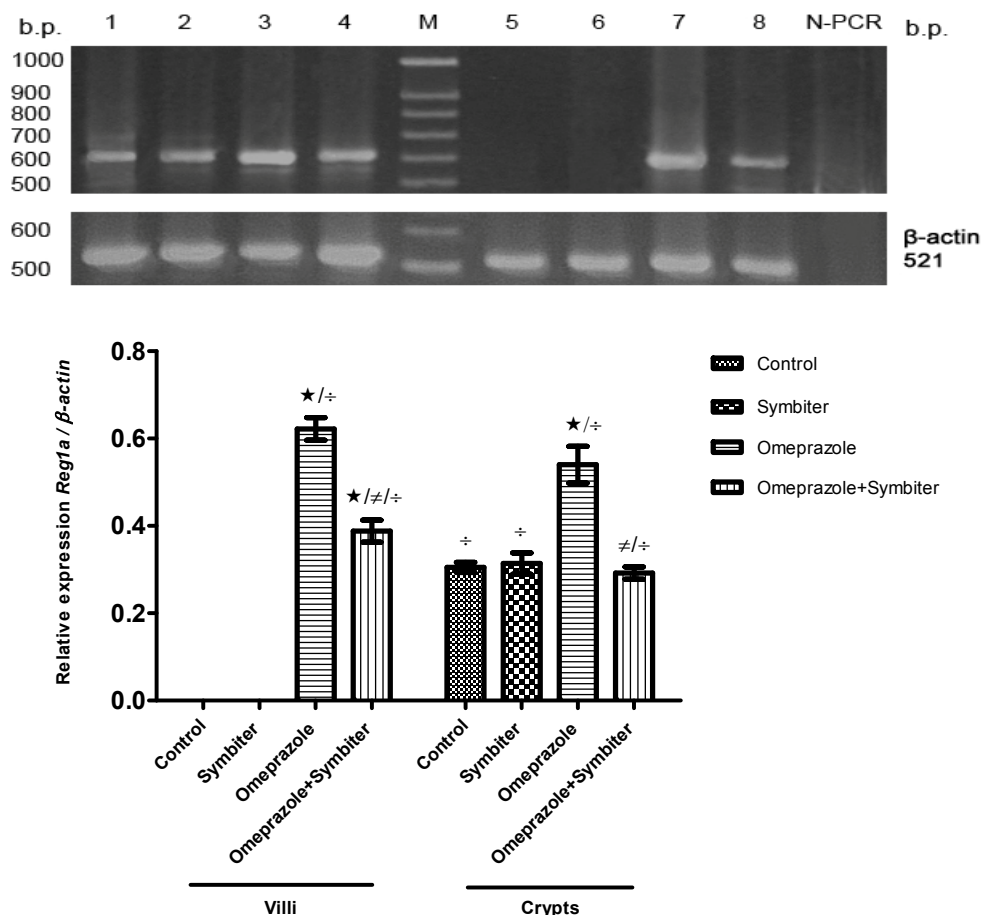 b.p. 1 2 3 4 M 5 6 7 8 N-PCR b.p.
1000
900
800
700
600
500
600
500
β-actin
521
Relative expression Reg1a / β-actin
0.8
0.6
0.4
0.2
0.0
★/÷
★/≠/÷
÷
÷
★/÷
≠/÷
Control
Symbiter
Omeprazole
Omeprazole+Symbiter
Control
Symbiter
Omeprazole
Omeprazole+Symbiter
Villi
Crypts
Control
Symbiter
Omeprazole
Omeprazole+Symbiter